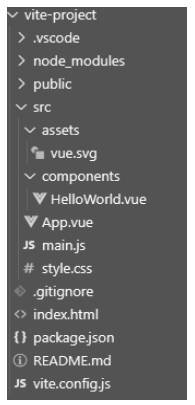 vite-project
.vscode
node_modules
public
src
assets
vue.svg
components
HelloWorld.vue
App.vue
JS main.js
# style.css
.gitignore
<> index.html
{} package.json
README.md
JS vite.config.js